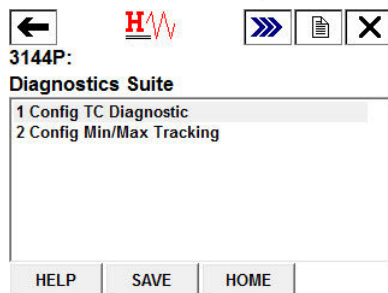 H
3144P:
Diagnostics Suite
1 Config TC Diagnostic
2 Config Min/Max Tracking
HELP SAVE HOME